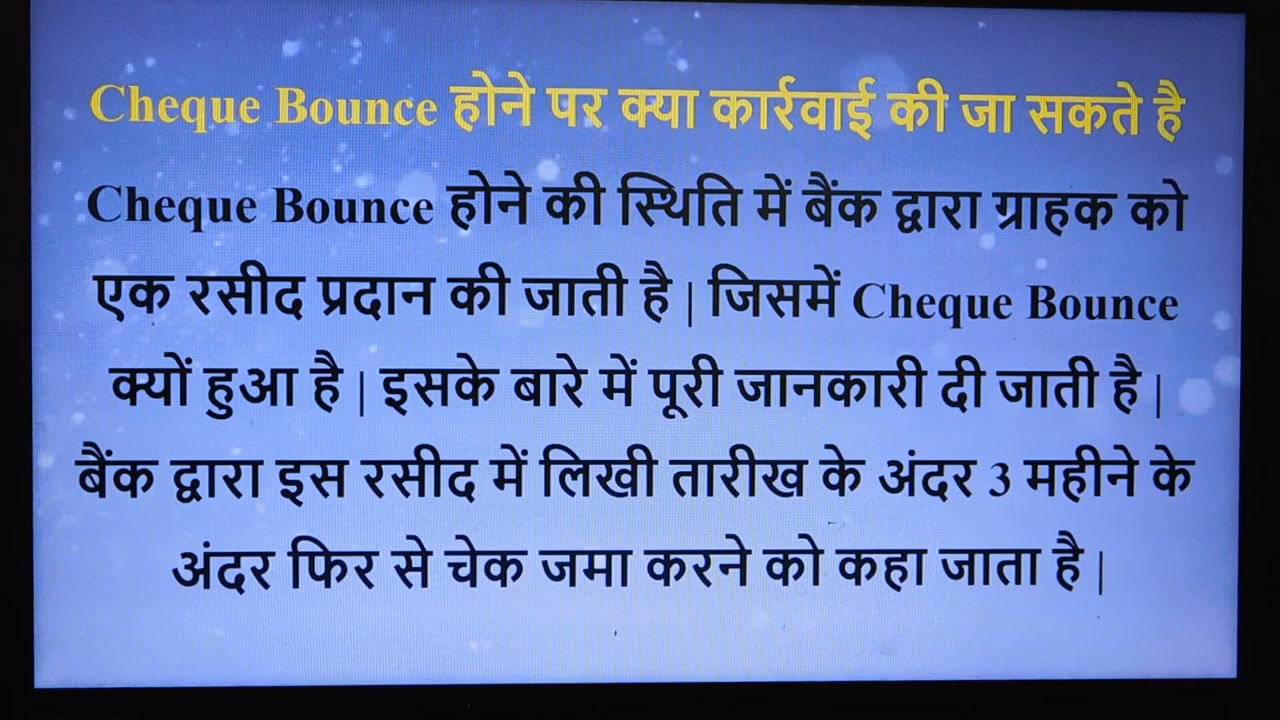 Cheque Bounce होने पर क्या कार्रवाई की जा सकते है
Cheque Bounce होने की स्थिति में बैंक द्वारा ग्राहक को
एक रसीद प्रदान की जाती है | जिसमें Cheque Bounce
क्यों हुआ है | इसके बारे में पूरी जानकारी दी जाती है |
बैंक द्वारा इस रसीद में लिखी तारीख के अंदर 3 महीने के
अंदर फिर से चेक जमा करने को कहा जाता है |